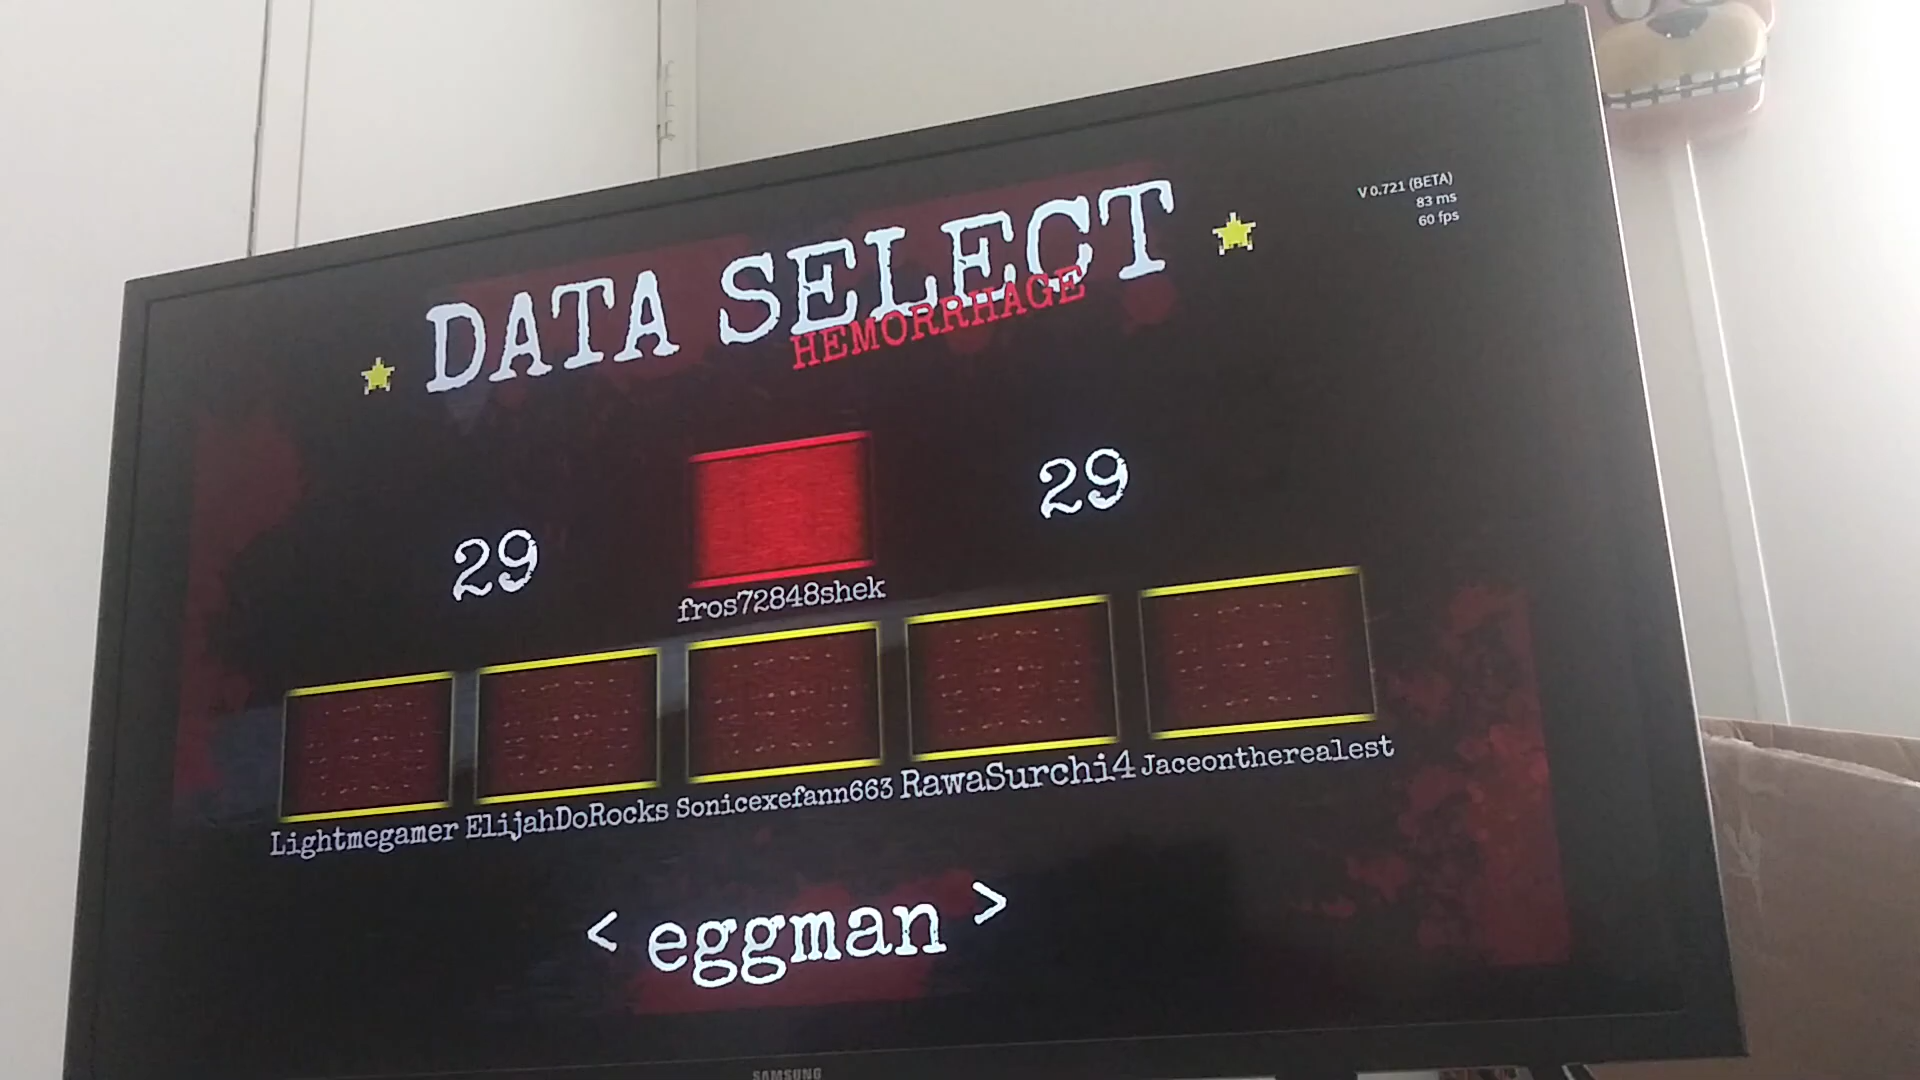 V 0.721 (BETA)
83 ms
60 fps
DATA SELECT
HEMORRHAGE
29
29
fros72848shek
Lightmegamer ElijahDoRocks Sonicexefann663 RawaSurchi4 Jaceontherealest
< eggman >
SAMSUNG